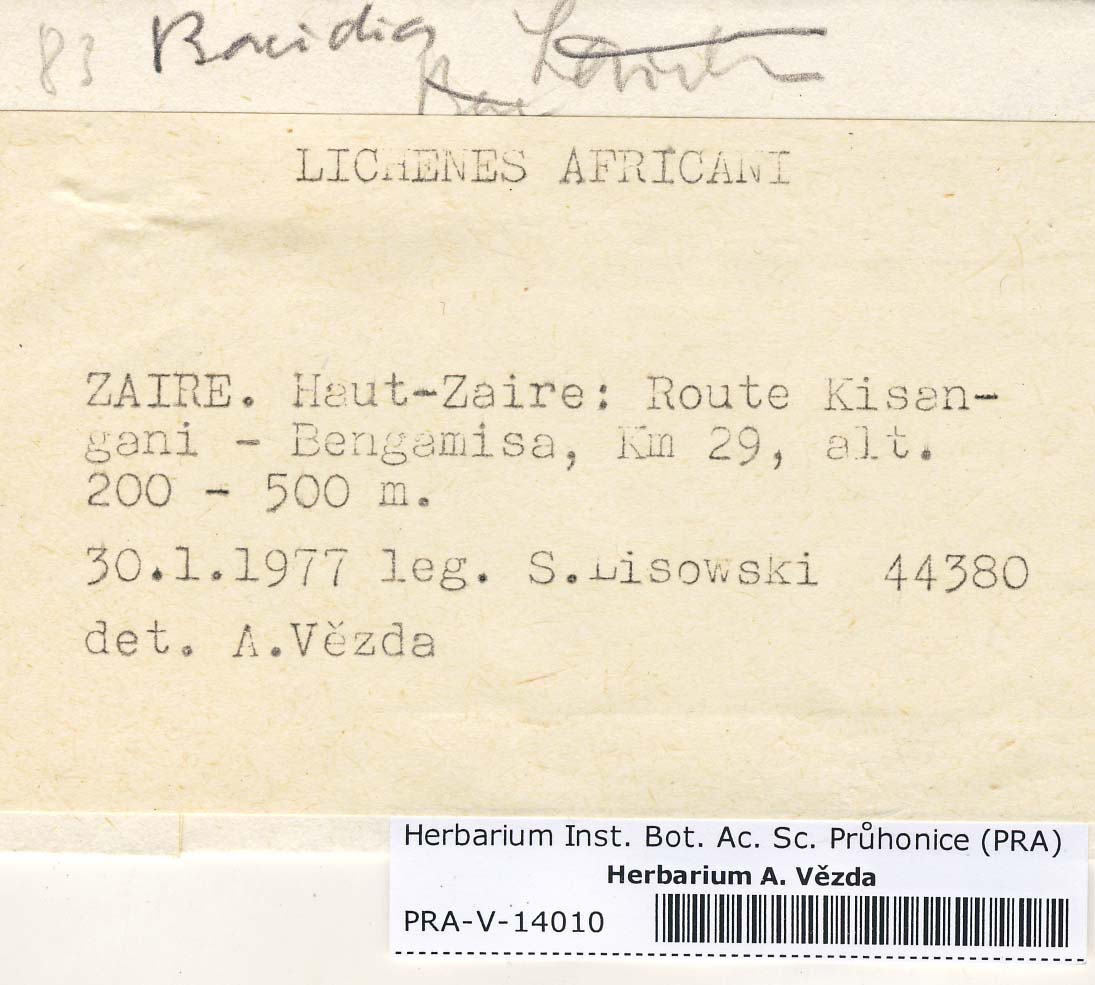 83 Bacidia
LICHENES AFRICANI
ZAIRE. Haut-Zaire: Route Kisan-
gani - Bengamisa, Km 29, alt.
200 - 500 m.
30.1.1977 leg. S.Lisowski 44380
det. A.Vězda
Herbarium Inst. Bot. Ac. Sc. Průhonice (PRA)
Herbarium A. Vězda
PRA-V-14010